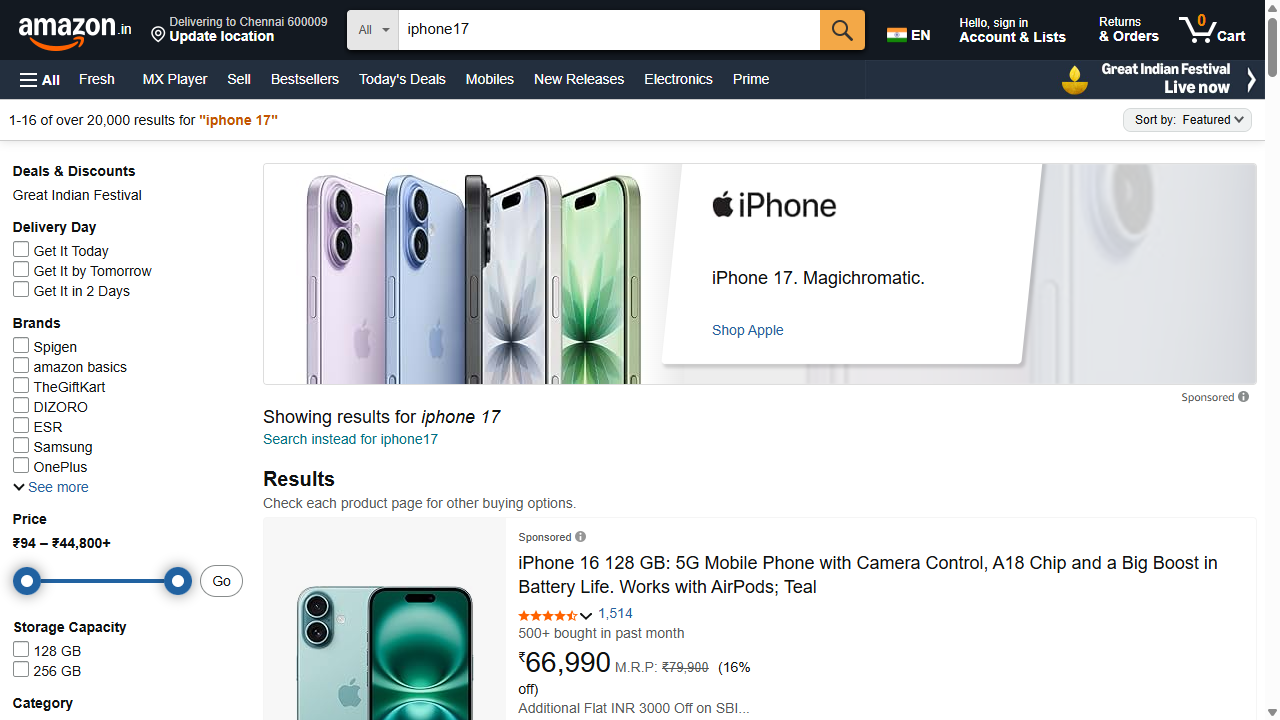 amazon.in
Delivering to Chennai 600009
Update location
All
iphone17
EN
Hello, sign in
Account & Lists
Returns
& Orders
0
Cart
All
Fresh
MX Player
Sell
Bestsellers
Today's Deals
Mobiles
New Releases
Electronics
Prime
Great Indian Festival
Live now
1-16 of over 20,000 results for "iphone 17"
Sort by: Featured
Deals & Discounts
Great Indian Festival
Delivery Day
Get It Today
Get It by Tomorrow
Get It in 2 Days
Brands
Spigen
amazon basics
TheGiftKart
DIZORO
ESR
Samsung
OnePlus
See more
Price
₹94 – ₹44,800+
Go
Storage Capacity
128 GB
256 GB
Category
iPhone
iPhone 17. Magichromatic.
Shop Apple
Sponsored
Showing results for iphone 17
Search instead for iphone17
Results
Check each product page for other buying options.
Sponsored
iPhone 16 128 GB: 5G Mobile Phone with Camera Control, A18 Chip and a Big Boost in
Battery Life. Works with AirPods; Teal
1,514
500+ bought in past month
₹66,990 M.R.P: ₹79,900 (16%
off)
Additional Flat INR 3000 Off on SBI...